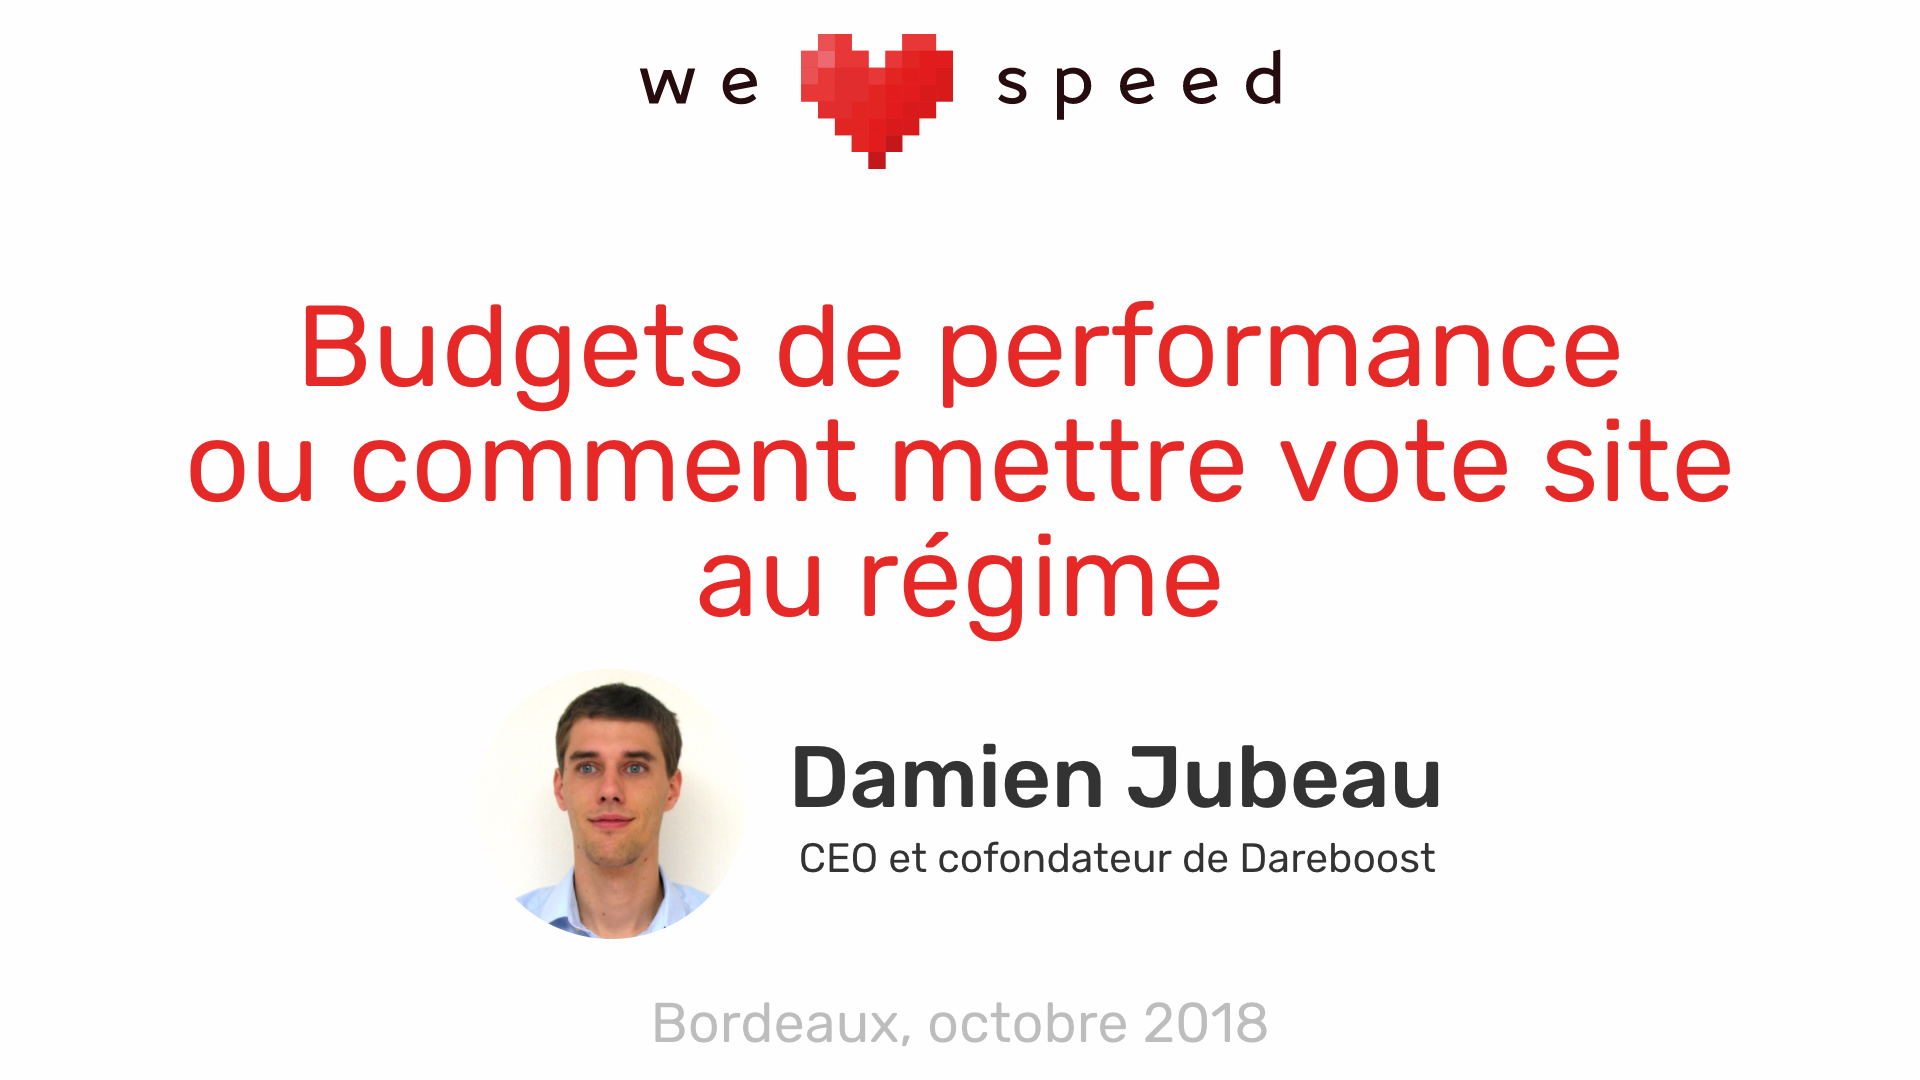 we speed
Budgets de performance
ou comment mettre vote site
au régime
Damien Jubeau
CEO et cofondateur de Dareboost
Bordeaux, octobre 2018